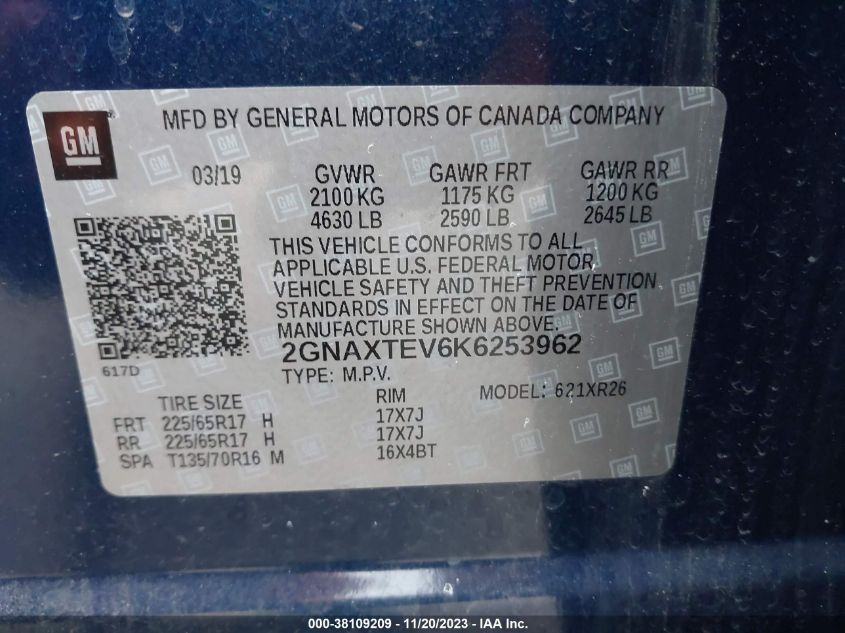 GM
MFD BY GENERAL MOTORS OF CANADA COMPANY
03/19 GVWR GAWR FRT GAWR RR
2100 KG 1175 KG 1200 KG
4630 LB 2590 LB 2645 LB
THIS VEHICLE CONFORMS TO ALL
APPLICABLE U.S. FEDERAL MOTOR
VEHICLE SAFETY AND THEFT PREVENTION
STANDARDS IN EFFECT ON THE DATE OF
MANUFACTURE SHOWN ABOVE.
617D
2GNAXTEV6K6253962
TYPE: M.P.V. MODEL: 621XR26
TIRE SIZE RIM
FRT 225/65R17 H 17X7J
RR 225/65R17 H 17X7J
SPA T135/70R16 M 16X4BT
000-38109209 - 11/20/2023 - IAA Inc.